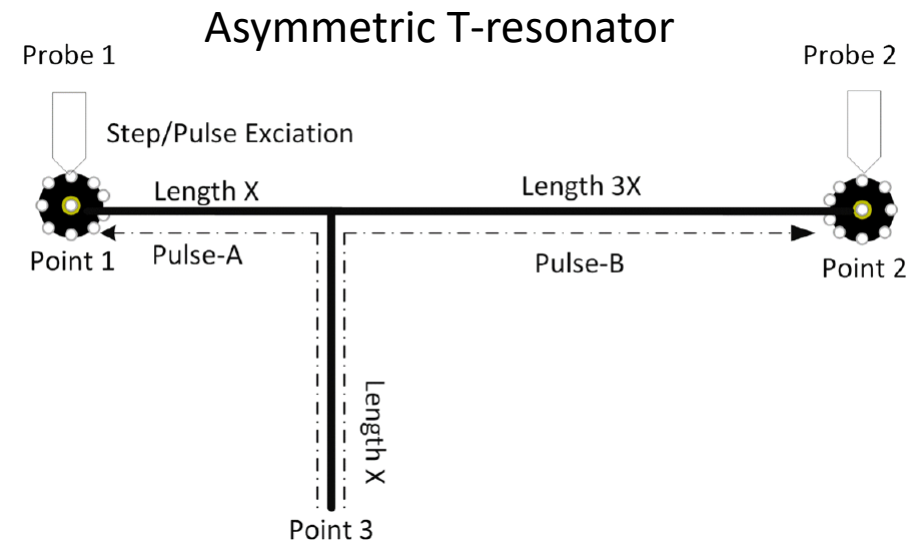 Asymmetric T-resonator
Probe 1
Probe 2
Step/Pulse Exciation
Length X
Length 3X
Point 1
Pulse-A
Pulse-B
Point 2
Length X
Point 3